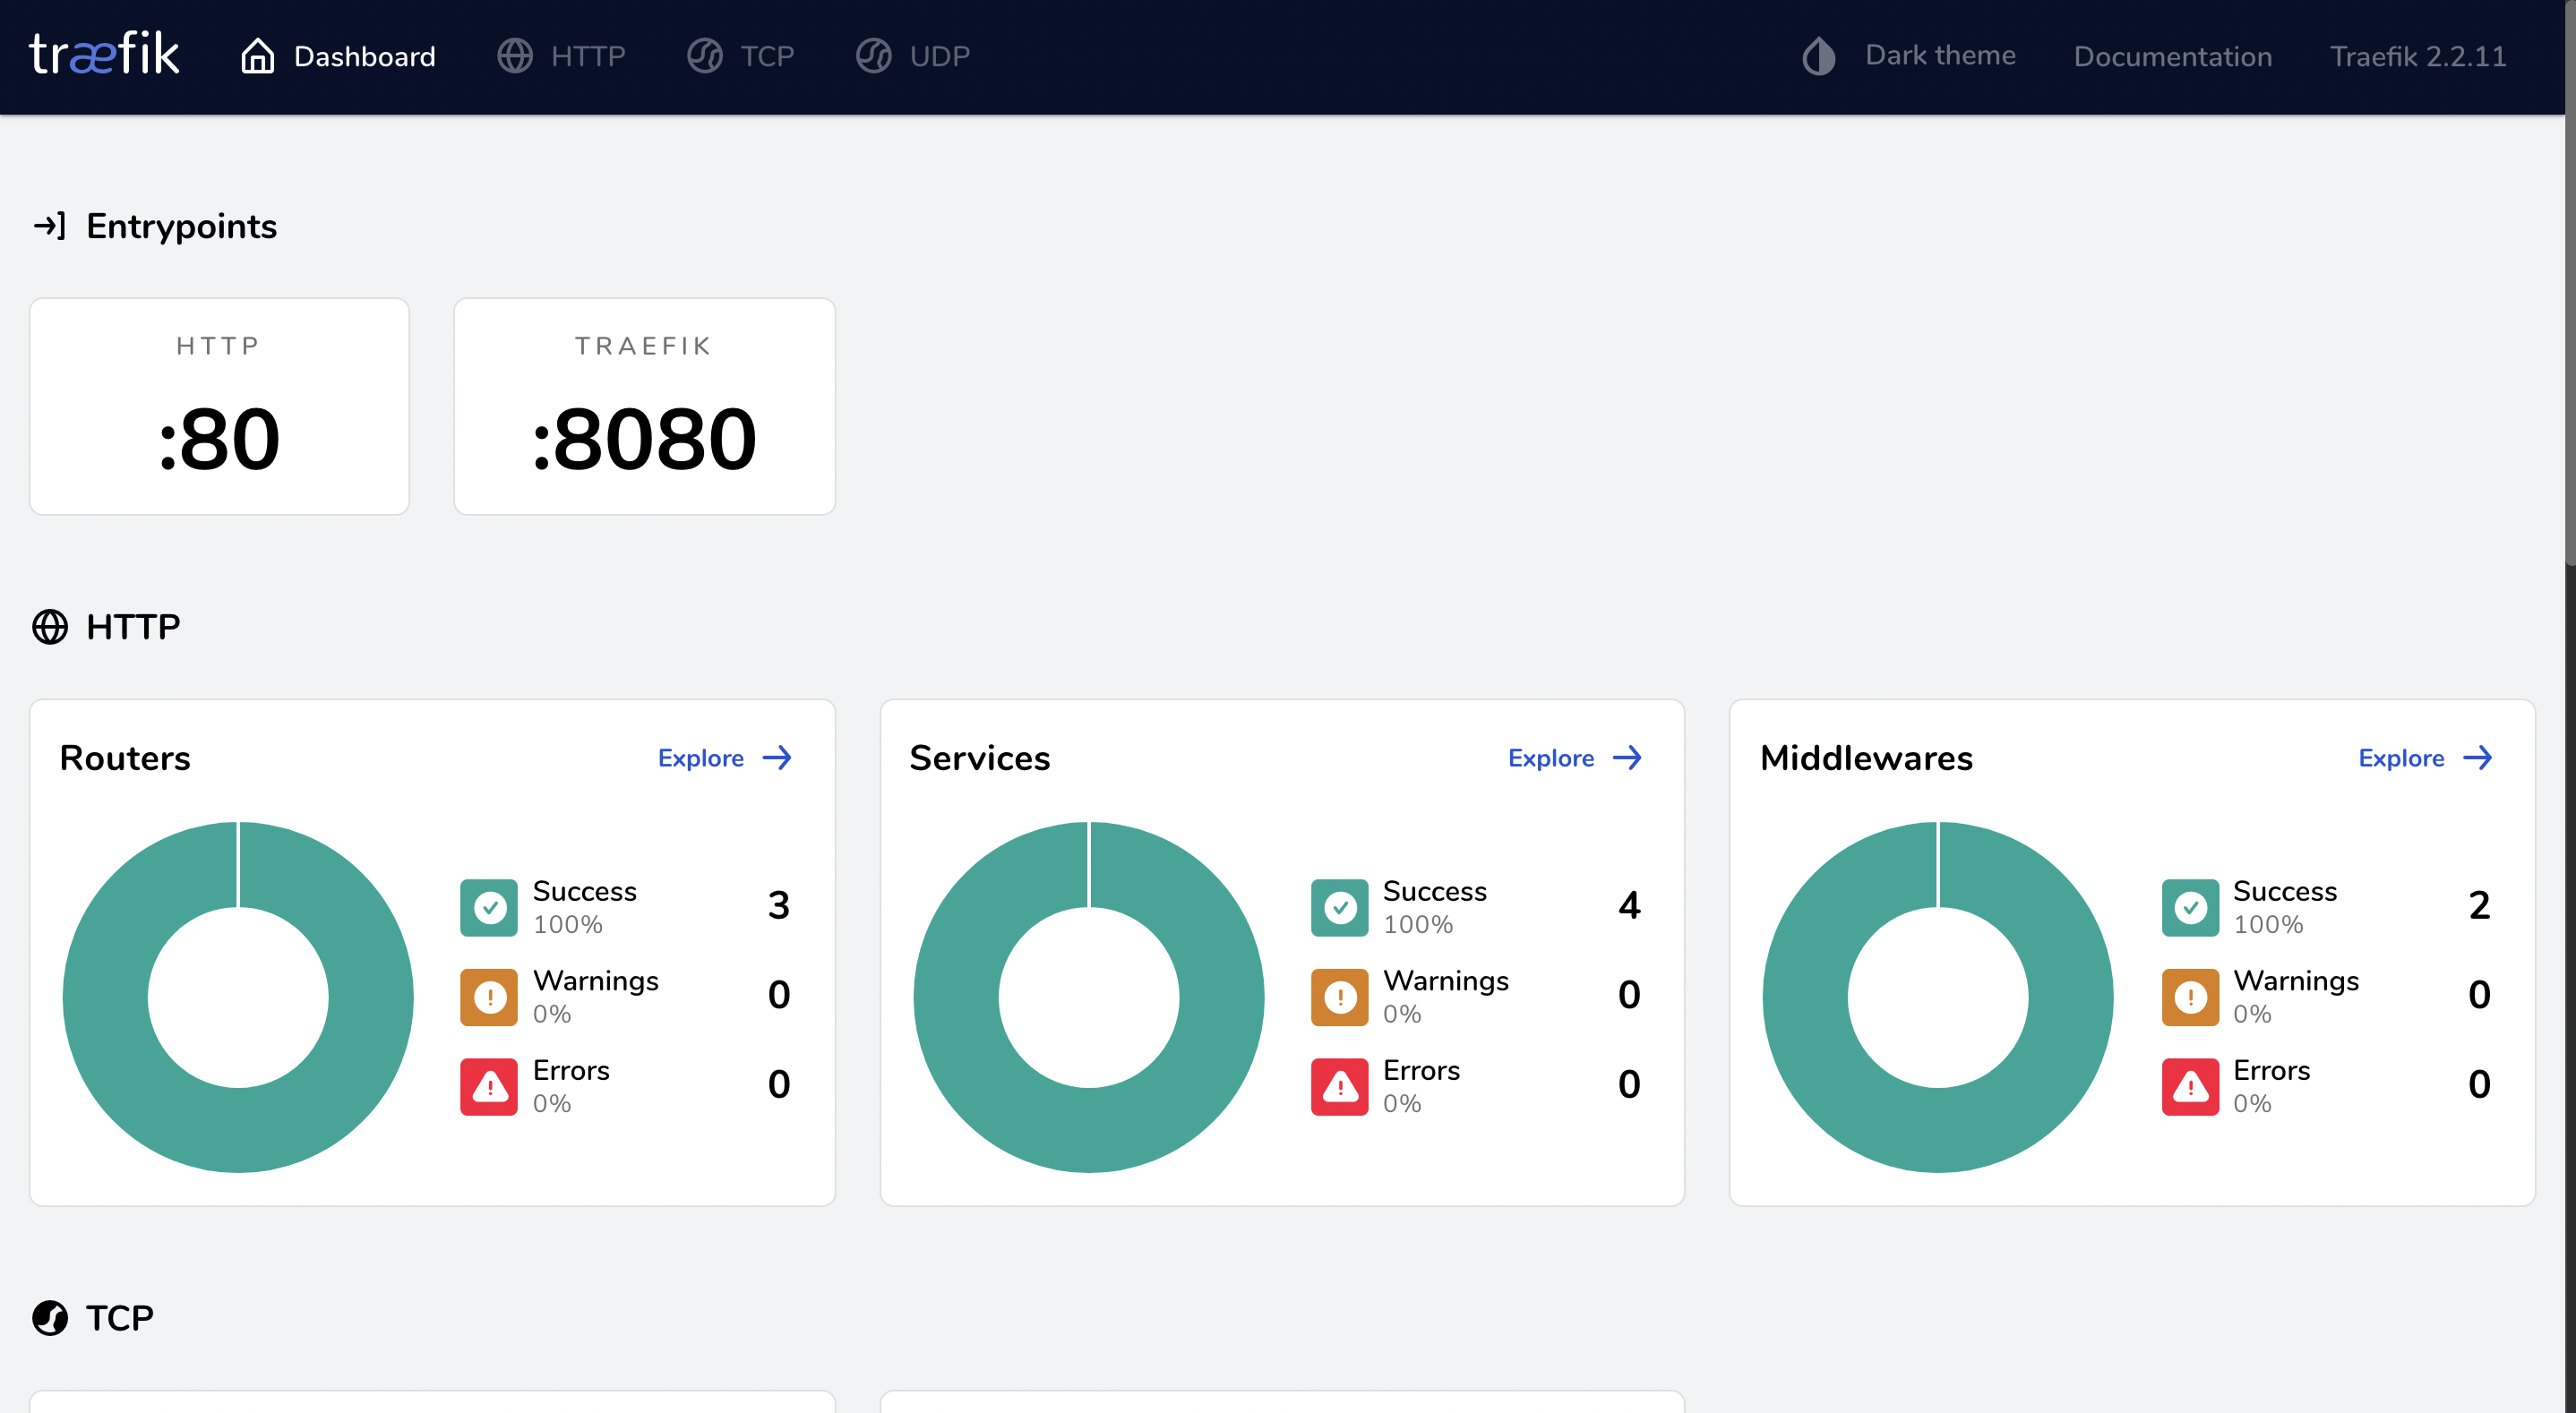 træfik Dashboard HTTP TCP UDP Dark theme Documentation Traefik 2.2.11
Entrypoints
HTTP
:80
TRAEFIK
:8080
HTTP
Routers Explore
Success 3
100%
Warnings 0
0%
Errors 0
0%
Services Explore
Success 4
100%
Warnings 0
0%
Errors 0
0%
Middlewares Explore
Success 2
100%
Warnings 0
0%
Errors 0
0%
TCP